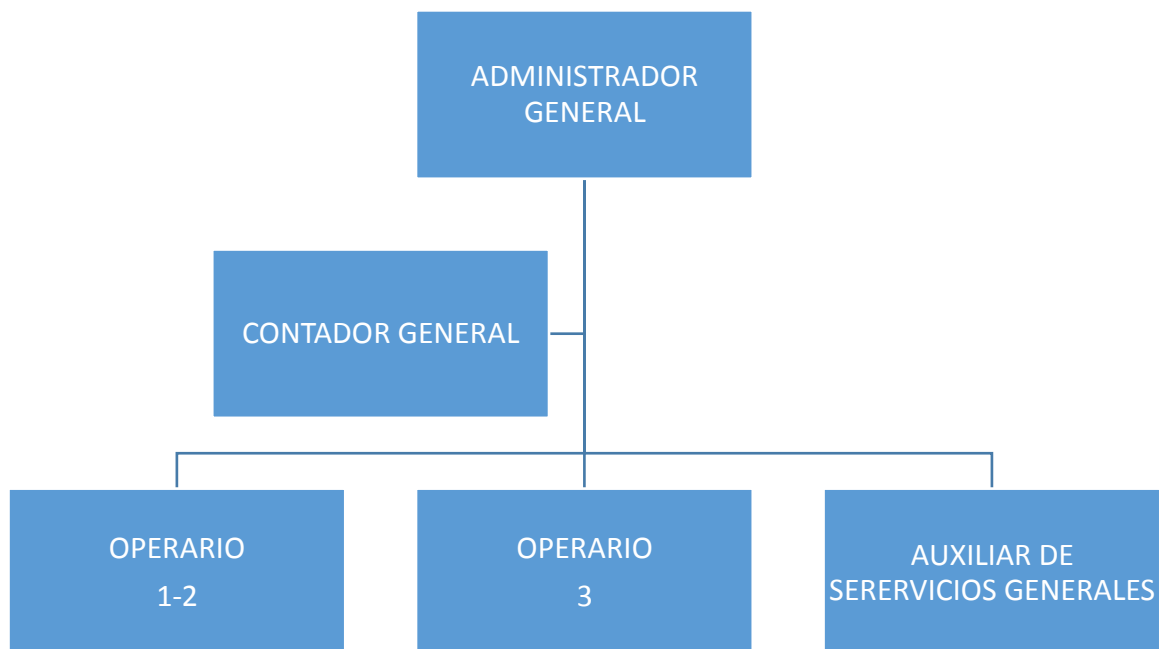 ADMINISTRADOR
GENERAL
CONTADOR GENERAL
OPERARIO
1-2
OPERARIO
3
AUXILIAR DE
SERERVICIOS GENERALES